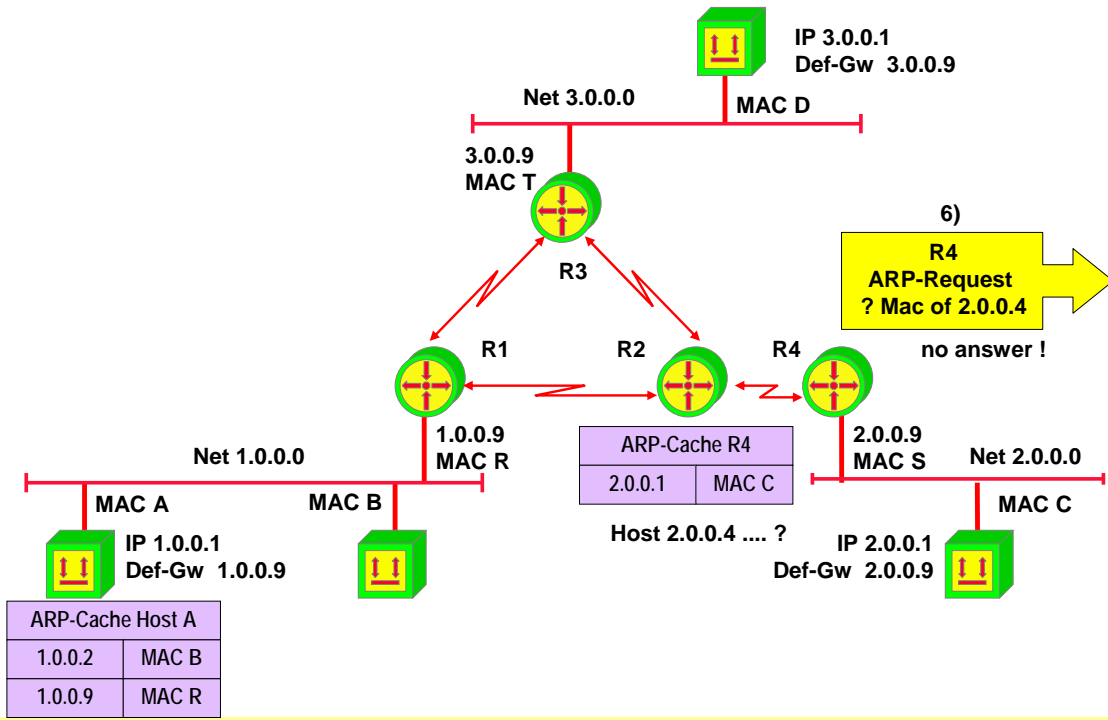 IP 3.0.0.1
Def-Gw 3.0.0.9
Net 3.0.0.0
MAC D
3.0.0.9
MAC T
R3
6)
R4
ARP-Request
? Mac of 2.0.0.4
no answer !
R1
R2
R4
1.0.0.9
MAC R
Net 1.0.0.0
ARP-Cache R4
2.0.0.1 MAC C
Host 2.0.0.4 .... ?
2.0.0.9
MAC S
Net 2.0.0.0
MAC A
MAC B
MAC C
IP 1.0.0.1
Def-Gw 1.0.0.9
IP 2.0.0.1
Def-Gw 2.0.0.9
ARP-Cache Host A
1.0.0.2 MAC B
1.0.0.9 MAC R